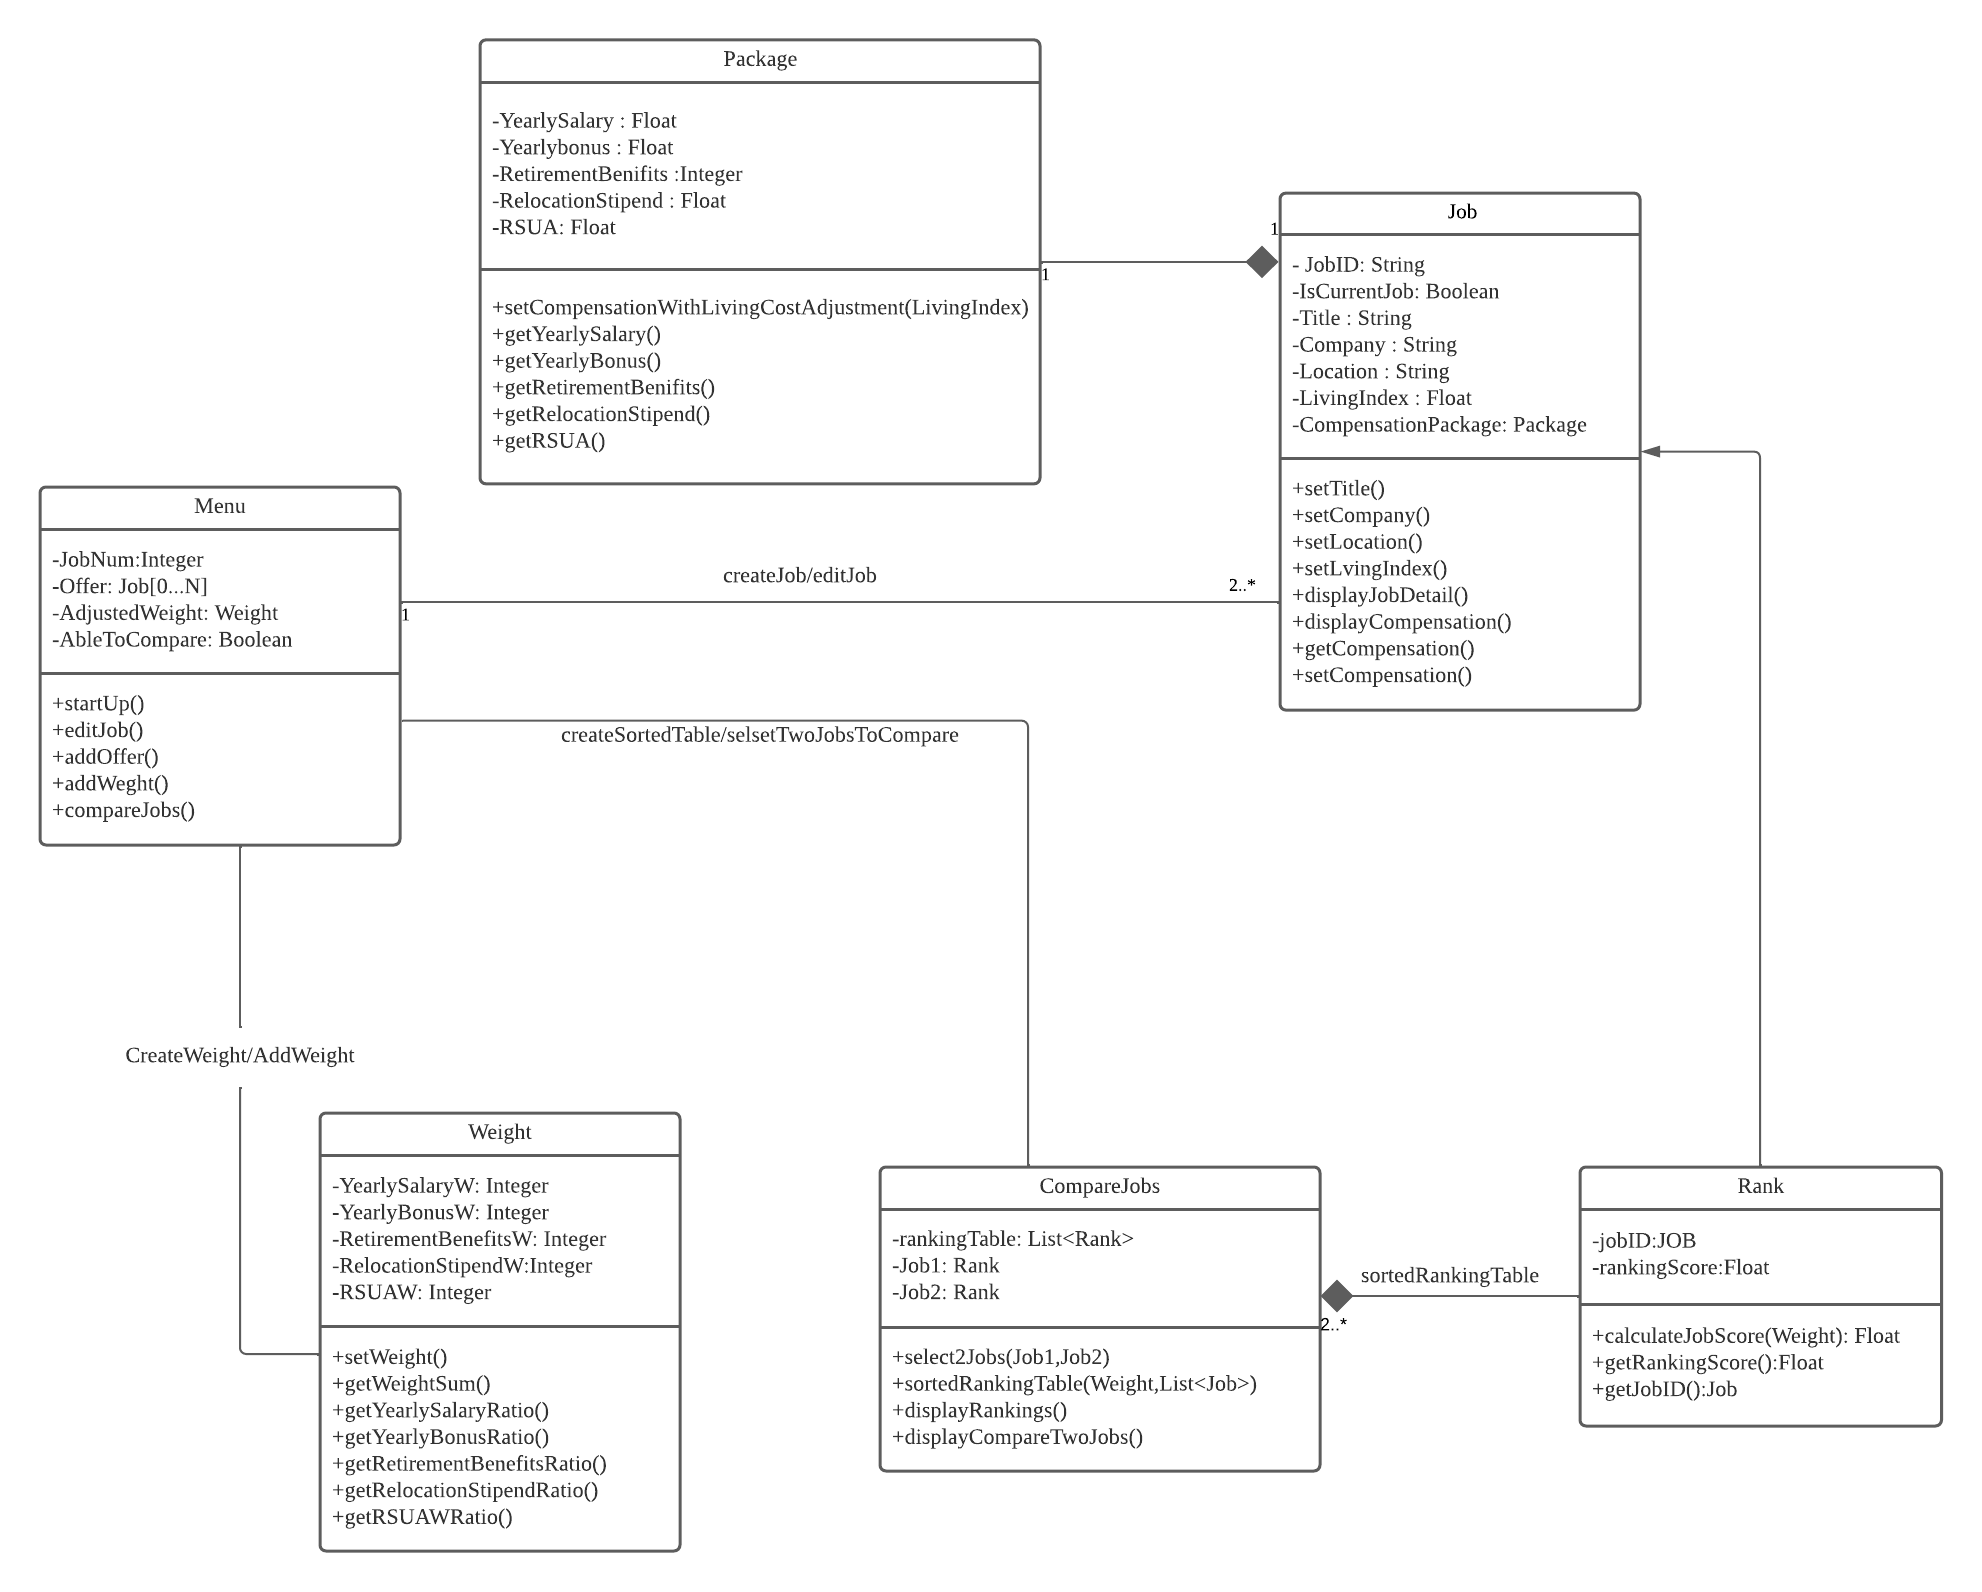 Package
-YearlySalary : Float
-Yearlybonus : Float
-RetirementBenifits :Integer
-RelocationStipend : Float
-RSUA: Float
+setCompensationWithLivingCostAdjustment(LivingIndex)
+getYearlySalary()
+getYearlyBonus()
+getRetirementBenifits()
+getRelocationStipend()
+getRSUA()
1
1
Job
- JobID: String
-IsCurrentJob: Boolean
-Title : String
-Company : String
-Location : String
-LivingIndex : Float
-CompensationPackage: Package
+setTitle()
+setCompany()
+setLocation()
+setLvingIndex()
+displayJobDetail()
+displayCompensation()
+getCompensation()
+setCompensation()
Menu
-JobNum:Integer
-Offer: Job[0...N]
-AdjustedWeight: Weight
-AbleToCompare: Boolean
+startUp()
+editJob()
+addOffer()
+addWeght()
+compareJobs()
createJob/editJob
2..*
1
createSortedTable/selsetTwoJobsToCompare
CreateWeight/AddWeight
Weight
-YearlySalaryW: Integer
-YearlyBonusW: Integer
-RetirementBenefitsW: Integer
-RelocationStipendW:Integer
-RSUAW: Integer
+setWeight()
+getWeightSum()
+getYearlySalaryRatio()
+getYearlyBonusRatio()
+getRetirementBenefitsRatio()
+getRelocationStipendRatio()
+getRSUAWRatio()
CompareJobs
-rankingTable: List<Rank>
-Job1: Rank
-Job2: Rank
+select2Jobs(Job1,Job2)
+sortedRankingTable(Weight,List<Job>)
+displayRankings()
+displayCompareTwoJobs()
sortedRankingTable
2..*
Rank
-jobID:JOB
-rankingScore:Float
+calculateJobScore(Weight): Float
+getRankingScore():Float
+getJobID():Job